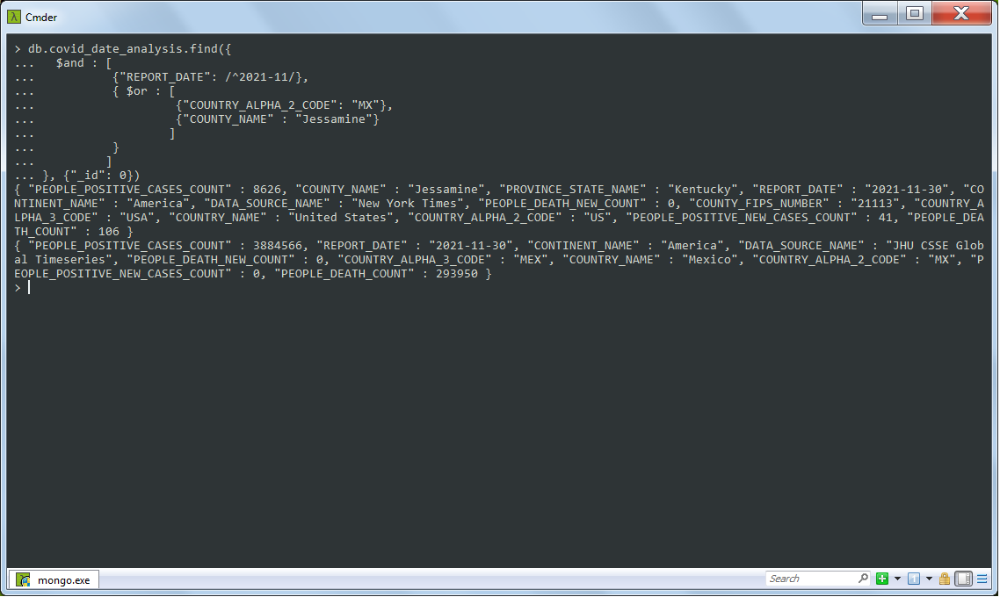 Cmder
> db.covid_date_analysis.find({
...   $and : [
...           {"REPORT_DATE": /^2021-11/},
...           { $or : [
...                    {"COUNTRY_ALPHA_2_CODE": "MX"},
...                    {"COUNTY_NAME" : "Jessamine"}
...                   ]
...           }
...          ]
... }, {"_id": 0})
{ "PEOPLE_POSITIVE_CASES_COUNT" : 8626, "COUNTY_NAME" : "Jessamine", "PROVINCE_STATE_NAME" : "Kentucky", "REPORT_DATE" : "2021-11-30", "CO
NTINENT_NAME" : "America", "DATA_SOURCE_NAME" : "New York Times", "PEOPLE_DEATH_NEW_COUNT" : 0, "COUNTY_FIPS_NUMBER" : "21113", "COUNTRY_A
LPHA_3_CODE" : "USA", "COUNTRY_NAME" : "United States", "COUNTRY_ALPHA_2_CODE" : "US", "PEOPLE_POSITIVE_NEW_CASES_COUNT" : 41, "PEOPLE_DEA
TH_COUNT" : 106 }
{ "PEOPLE_POSITIVE_CASES_COUNT" : 3884566, "REPORT_DATE" : "2021-11-30", "CONTINENT_NAME" : "America", "DATA_SOURCE_NAME" : "JHU CSSE Glob
al Timeseries", "PEOPLE_DEATH_NEW_COUNT" : 0, "COUNTRY_ALPHA_3_CODE" : "MEX", "COUNTRY_NAME" : "Mexico", "COUNTRY_ALPHA_2_CODE" : "MX", "P
EOPLE_POSITIVE_NEW_CASES_COUNT" : 0, "PEOPLE_DEATH_COUNT" : 293950 }
>
mongo.exe
Search